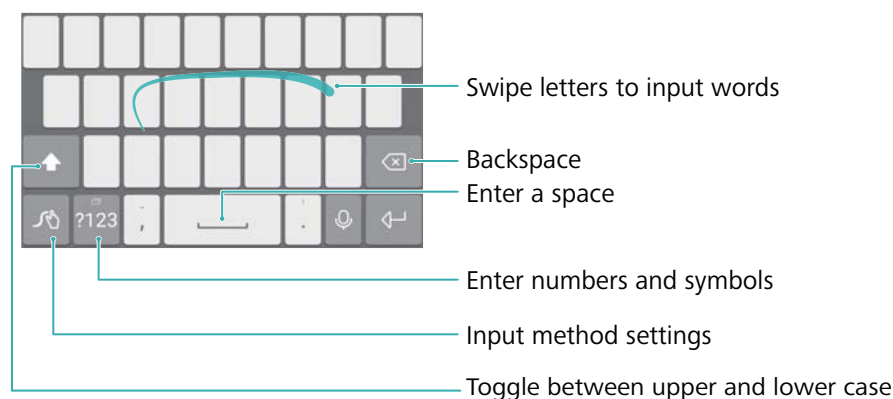 Swipe letters to input words
Backspace
Enter a space
?123
, .
Enter numbers and symbols
Input method settings
Toggle between upper and lower case